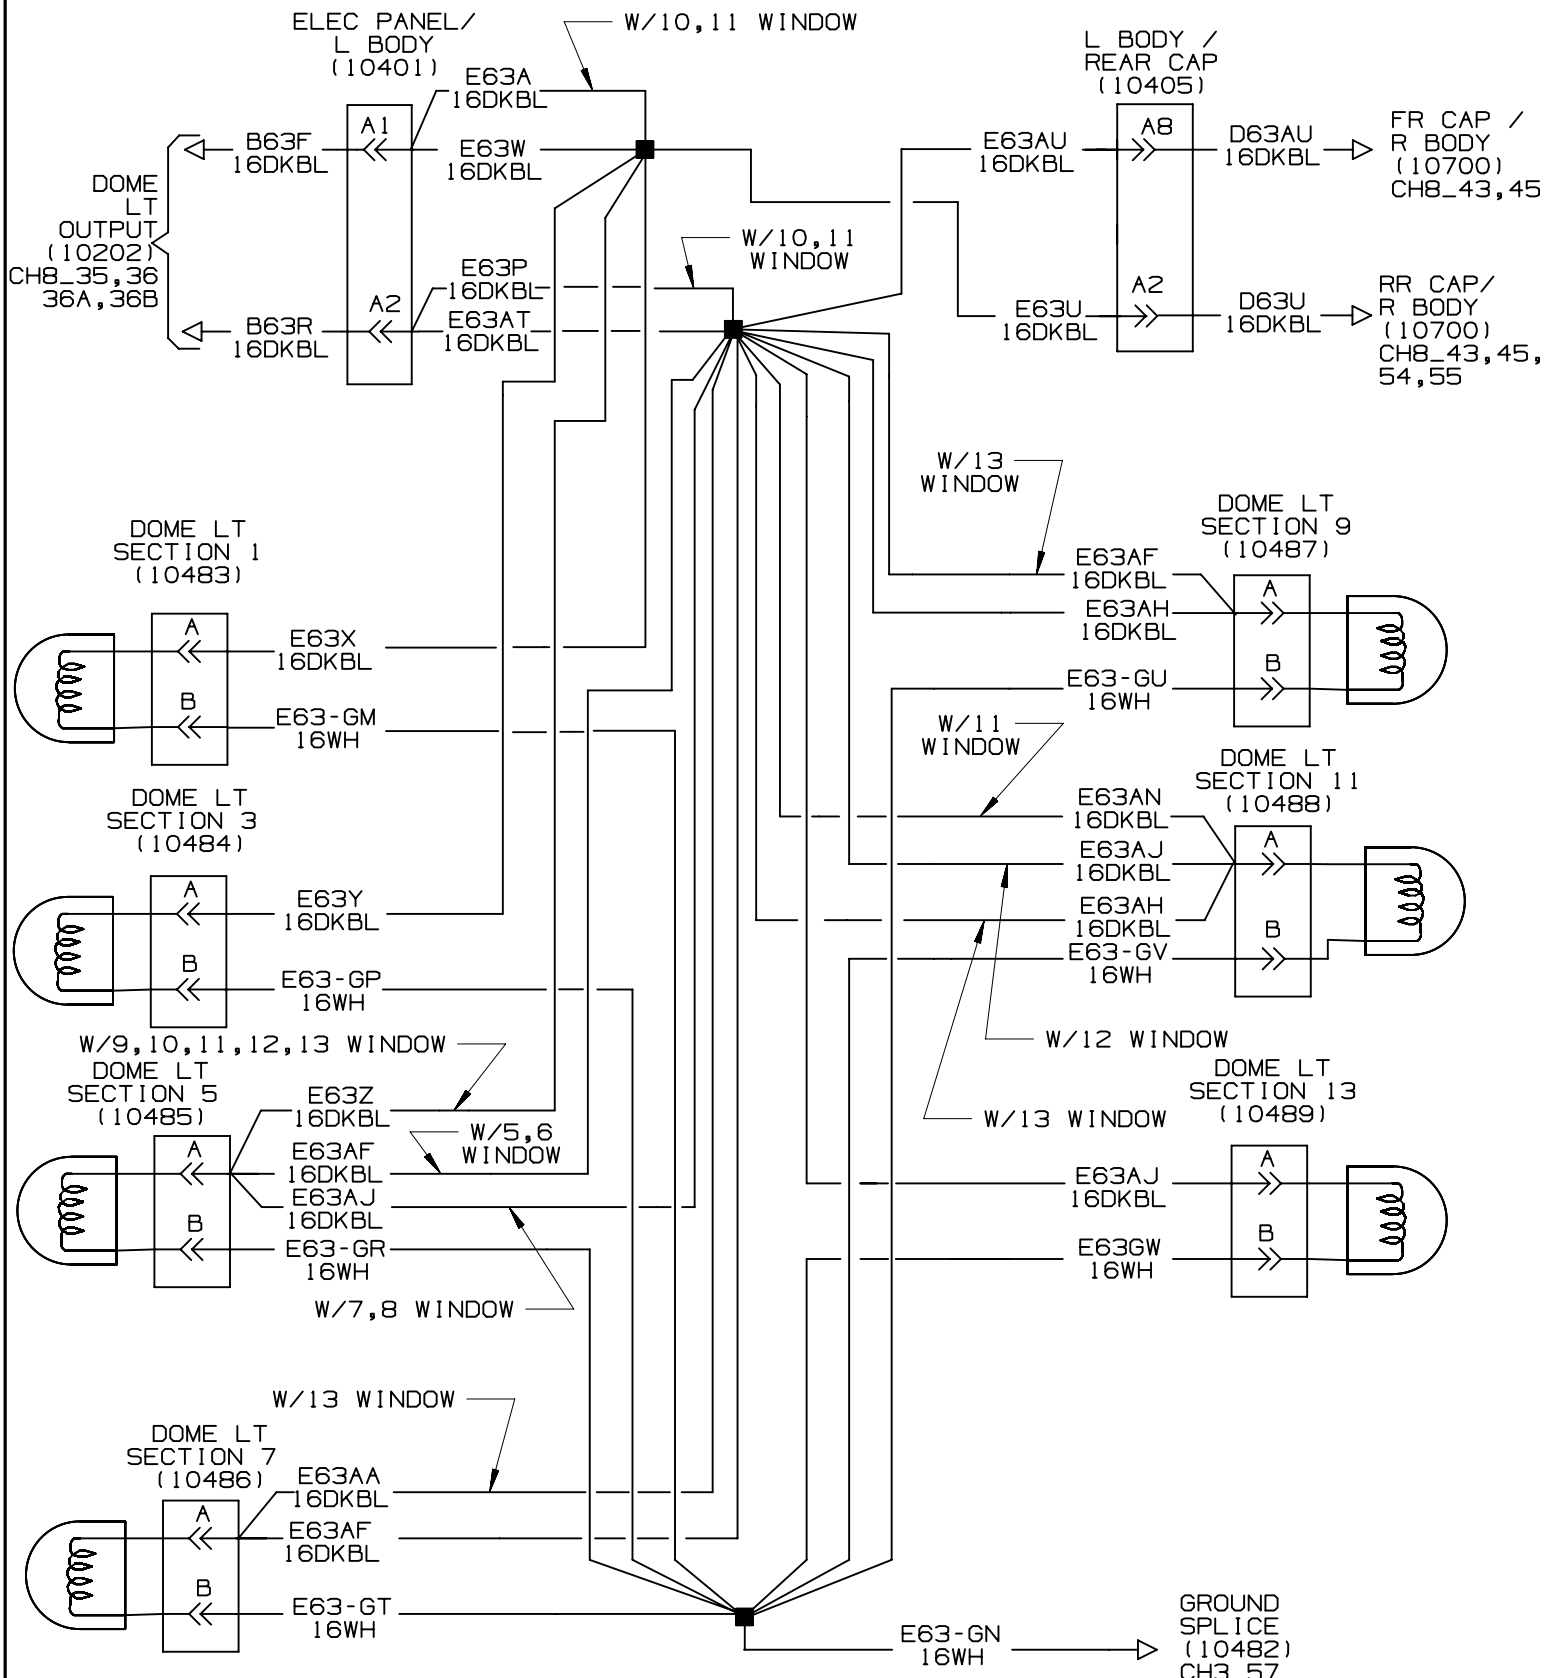 ELEC PANEL/
L BODY
(10401)
W/10,11 WINDOW
L BODY /
REAR CAP
(10405)
E63A
16DKBL
A1
B63F
16DKBL
E63W
16DKBL
DOME
LT
OUTPUT
(10202)
CH8_35,36
36A,36B
E63AU
16DKBL
A8
D63AU
16DKBL
FR CAP /
R BODY
(10700)
CH8_43,45
W/10,11
WINDOW
E63P
16DKBL
A2
B63R
16DKBL
E63AT
16DKBL
E63U
16DKBL
A2
D63U
16DKBL
RR CAP/
R BODY
(10700)
CH8_43,45,
54,55
W/13
WINDOW
DOME LT
SECTION 1
(10483)
A
E63X
16DKBL
B
E63-GM
16WH
DOME LT
SECTION 9
(10487)
E63AF
16DKBL
A
E63AH
16DKBL
B
E63-GU
16WH
W/11
WINDOW
DOME LT
SECTION 3
(10484)
A
E63Y
16DKBL
B
E63-GP
16WH
DOME LT
SECTION 11
(10488)
E63AN
16DKBL
A
E63AJ
16DKBL
E63AH
16DKBL
B
E63-GV
16WH
W/12 WINDOW
W/13 WINDOW
W/9,10,11,12,13 WINDOW
DOME LT
SECTION 5
(10485)
E63Z
16DKBL
W/5,6
WINDOW
A
E63AF
16DKBL
E63AJ
16DKBL
B
E63-GR
16WH
W/7,8 WINDOW
DOME LT
SECTION 13
(10489)
A
E63AJ
16DKBL
B
E63GW
16WH
W/13 WINDOW
DOME LT
SECTION 7
(10486)
E63AA
16DKBL
A
E63AF
16DKBL
B
E63-GT
16WH
E63-GN
16WH
GROUND
SPLICE
(10482)
CH3_57